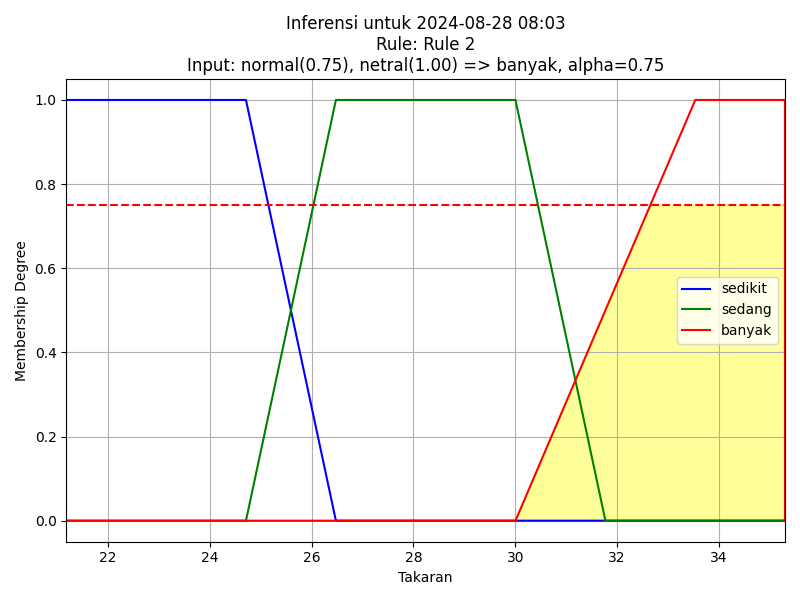 Inferensi untuk 2024-08-28 08:03
Rule: Rule 2
Input: normal(0.75), netral(1.00) => banyak, alpha=0.75
1.0
0.8
0.6
0.4
0.2
0.0
Membership Degree
sedikit
sedang
banyak
22
24
26
28
30
32
34
Takaran